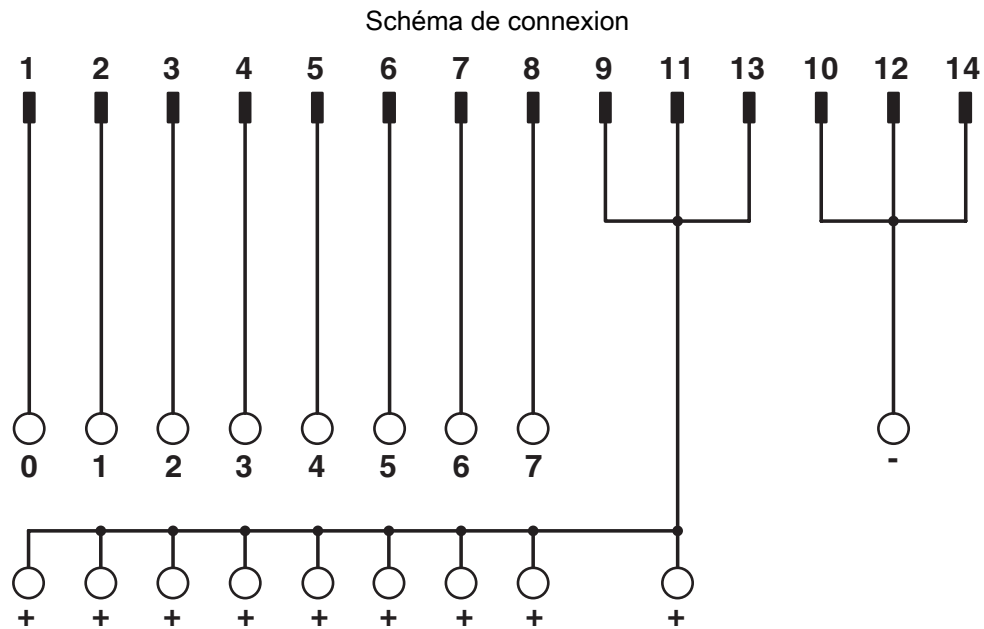 Schéma de connexion
1 2 3 4 5 6 7 8 9 11 13 10 12 14
0 1 2 3 4 5 6 7 -
+ + + + + + + + +